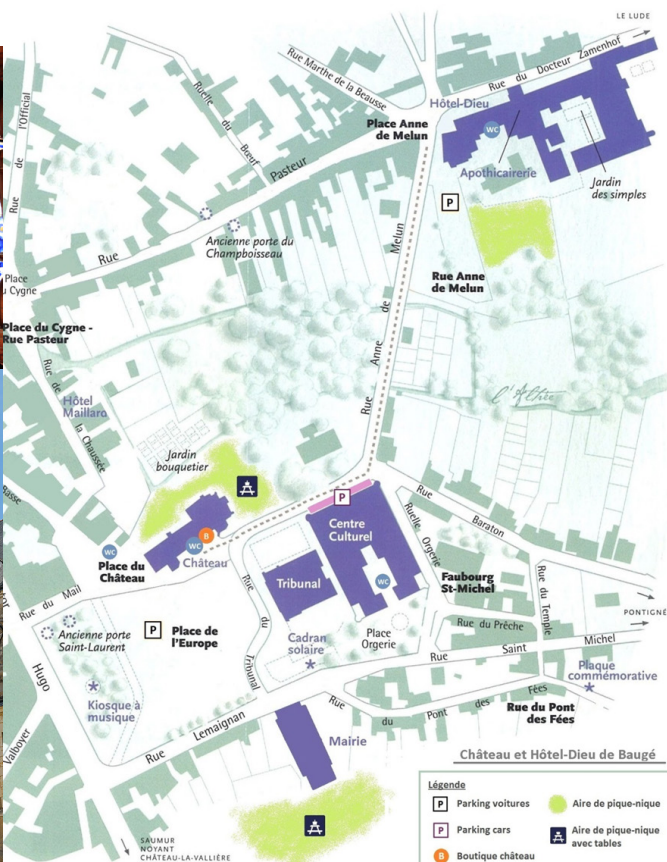 LE LUDE
Rue du Docteur Zamenhof
Rue Marthe de la Beausse
Hôtel-Dieu
Ruelle du Bœuf
Place Anne
de Melun
WC
Rue de l'Official
Apothicairerie
Jardin
des simples
Rue Pasteur
P
Ancienne porte du
Champboisseau
Rue Anne
de Melun
Place
u Cygne
Place du Cygne -
Rue Pasteur
Rue Anne de Melun
l'Altrée
Hôtel
Maillard
Rue de la Chaussée
Jardin
bouquetier
P
Rue Baraton
Basse
Centre
Culturel
Ruelle Orgerie
B
WC
WC
Château
Place du
Château
Tribunal
WC
Faubourg
St-Michel
Rue du Temple
PONTIGNÉ
Rue du Mail
Rue du Tribunal
Rue du Prêche
Ancienne porte
Saint-Laurent
P
Place de
l'Europe
Cadran
solaire
Place
Orgerie
Rue Saint Michel
Plaque
commémorative
Hugo
Kiosque à
musique
Rue du Pont des Fées
Rue du Pont
des Fées
Valboyer
Rue Lemaignan
Mairie
Château et Hôtel-Dieu de Baugé
Légende
P Parking voitures
Aire de pique-nique
P Parking cars
Aire de pique-nique
avec tables
B Boutique château
SAUMUR
NOYANT
CHÂTEAU-LA-VALLIÈRE